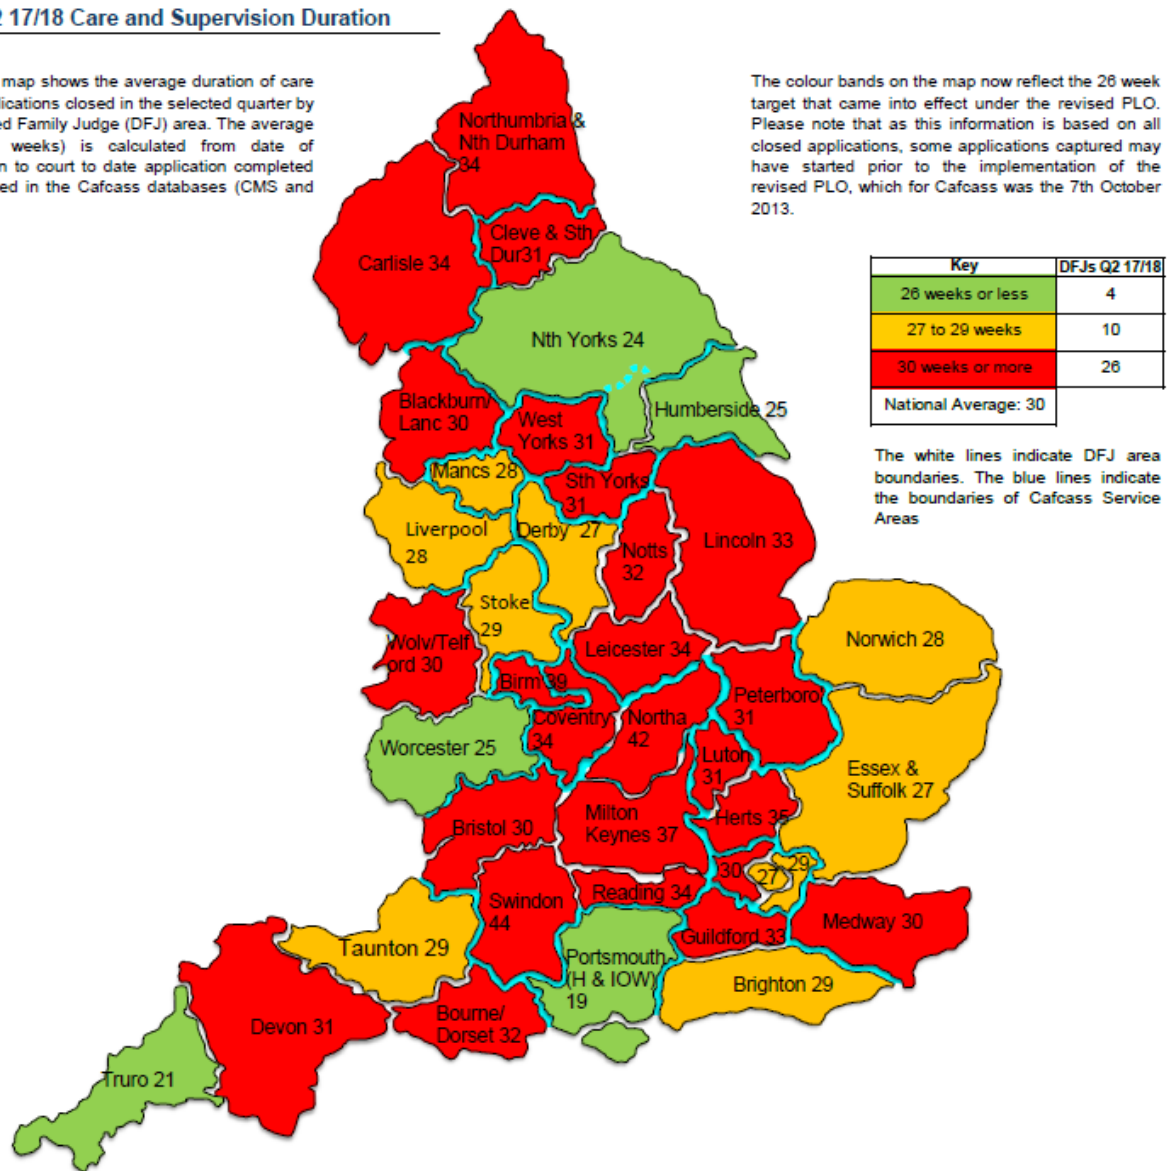 2 17/18 Care and Supervision Duration
map shows the average duration of care
lications closed in the selected quarter by
ed Family Judge (DFJ) area. The average
weeks) is calculated from date of
n to court to date application completed
ed in the Cafcass databases (CMS and
The colour bands on the map now reflect the 26 week
target that came into effect under the revised PLO.
Please note that as this information is based on all
closed applications, some applications captured may
have started prior to the implementation of the
revised PLO, which for Cafcass was the 7th October
2013.
Key DFJs Q2 17/18
26 weeks or less 4
27 to 29 weeks 10
30 weeks or more 26
National Average: 30
The white lines indicate DFJ area
boundaries. The blue lines indicate
the boundaries of Cafcass Service
Areas
Northumbria &
Nth Durham
34
Cleve & Sth
Dur31
Carlisle 34
Nth Yorks 24
Humberside 25
Blackburn/
Lanc 30
West
Yorks 31
Mancs 28
Sth Yorks
31
Liverpool
28
Derby 27
Notts
32
Lincoln 33
Stoke
29
Wolv/Telf
ord 30
Leicester 34
Norwich 28
Birm 39
Peterboro'
31
Coventry
34
Northa
42
Worcester 25
Luton
31
Essex &
Suffolk 27
Bristol 30
Milton
Keynes 37
Herts 35
30
27
29
Swindon
44
Reading 34
Medway 30
Taunton 29
Guildford 33
Portsmouth
(H & IOW)
19
Brighton 29
Bourne/
Dorset 32
Devon 31
Truro 21